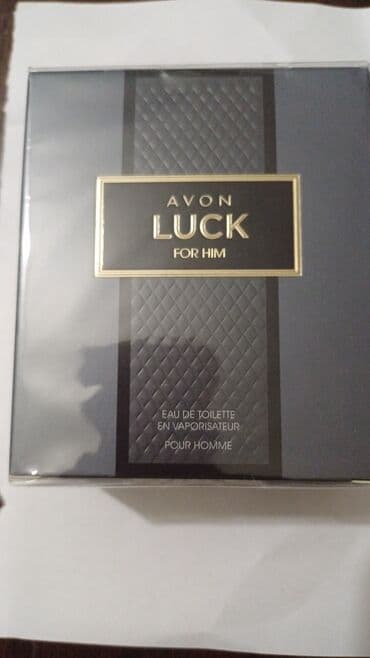 AVON
LUCK
FOR HIM
EAU DE TOILETTE
EN VAPORISATEUR
POUR HOMME